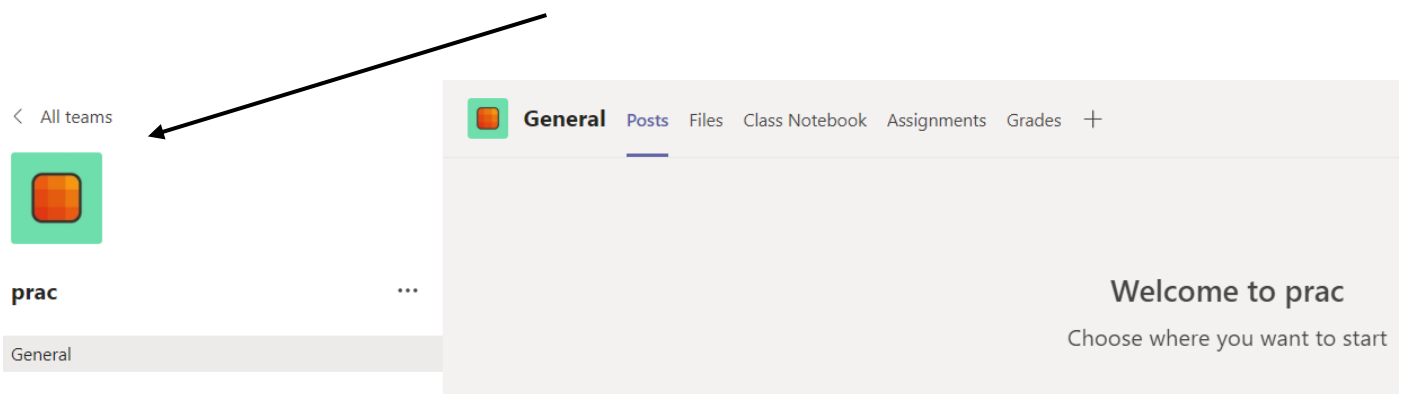 All teams
prac
General
General Posts Files Class Notebook Assignments Grades
Welcome to prac
Choose where you want to start